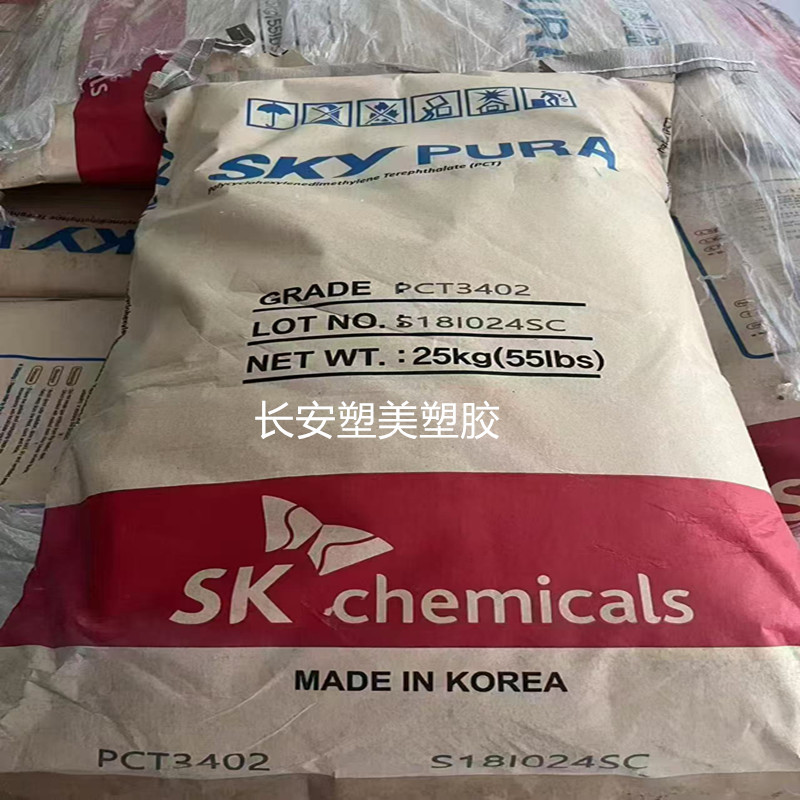 SKY PURA
Polycyclohexylenedimethylene Terephthalate (PCT)
GRADE : PCT3402
LOT NO. : S18I024SC
NET WT. : 25kg(55lbs)
长安塑美塑胶
SK chemicals
MADE IN KOREA
PCT3402 S18I024SC